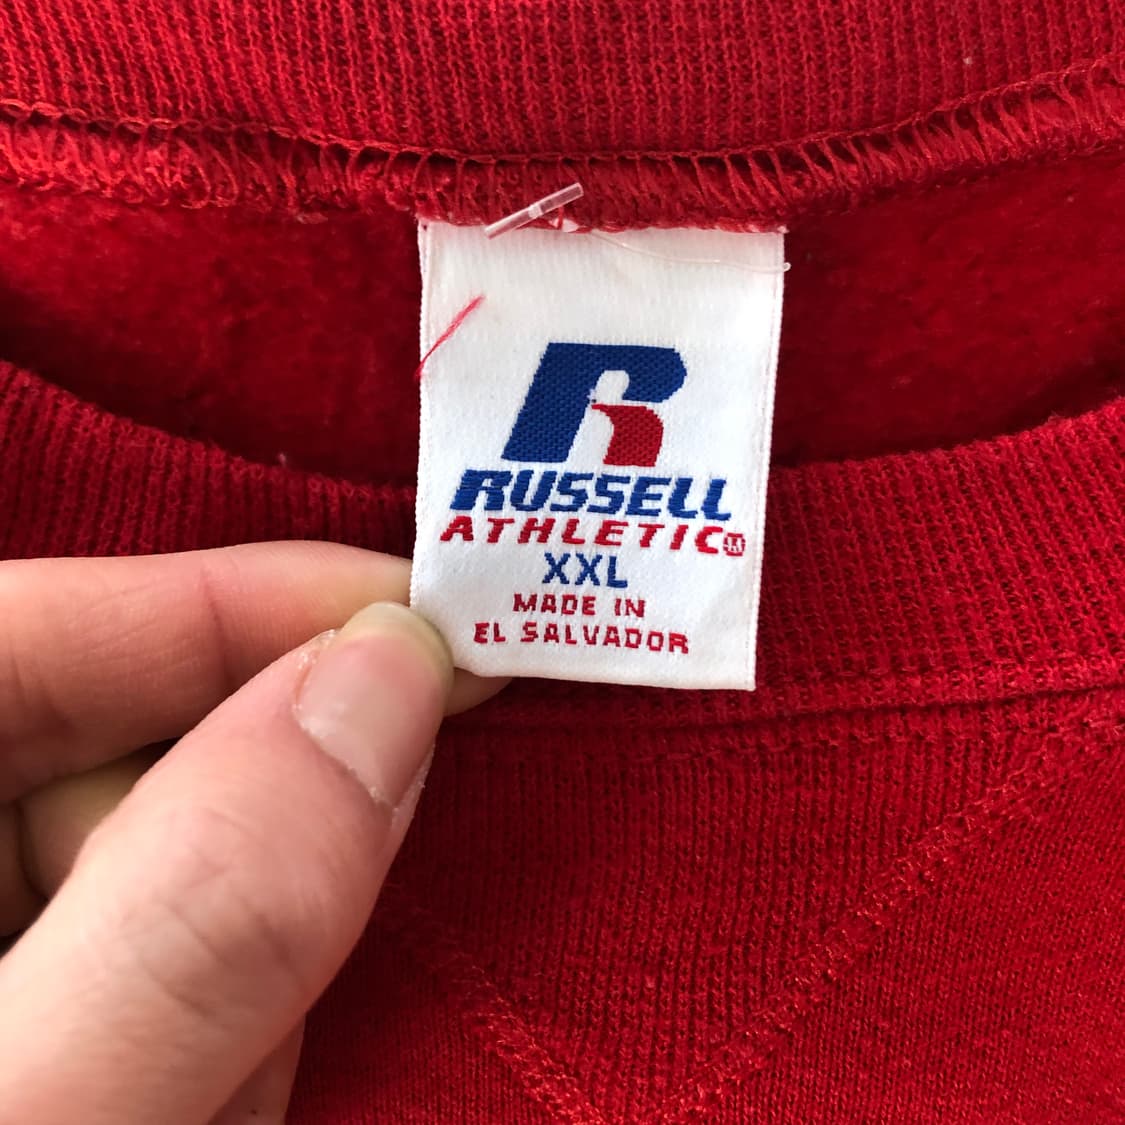 R
RUSSELL
ATHLETIC®
XXL
MADE IN
EL SALVADOR